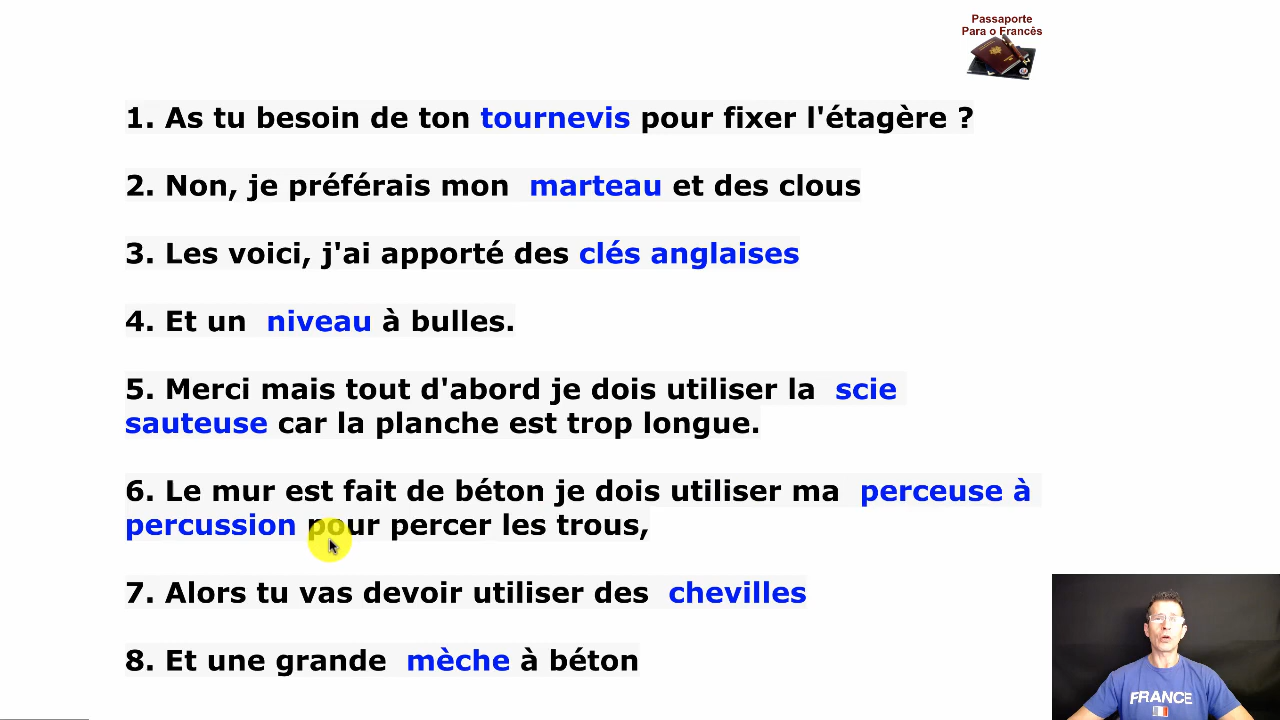 Passaporte
Para o Francês
1. As tu besoin de ton tournevis pour fixer l'étagère ?
2. Non, je préférais mon marteau et des clous
3. Les voici, j'ai apporté des clés anglaises
4. Et un niveau à bulles.
5. Merci mais tout d'abord je dois utiliser la scie
sauteuse car la planche est trop longue.
6. Le mur est fait de béton je dois utiliser ma perceuse à
percussion pour percer les trous,
7. Alors tu vas devoir utiliser des chevilles
8. Et une grande mèche à béton
FRANCE